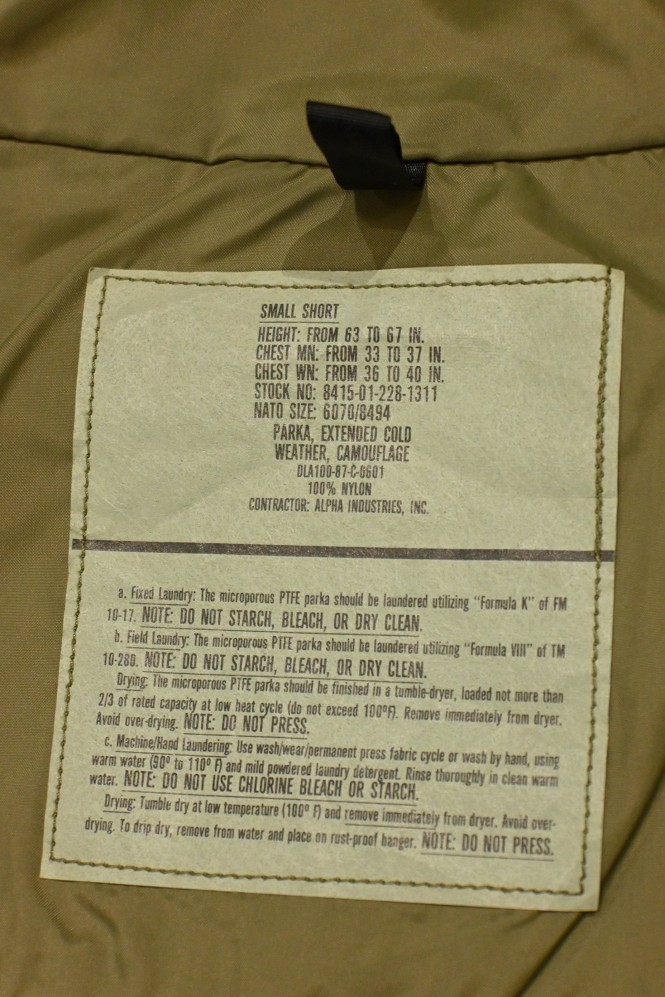 SMALL SHORT
HEIGHT: FROM 63 TO 67 IN.
CHEST MN: FROM 33 TO 37 IN.
CHEST WN: FROM 36 TO 40 IN.
STOCK NO: 8415-01-228-1311
NATO SIZE: 6070/8494
PARKA, EXTENDED COLD
WEATHER, CAMOUFLAGE
DLA100-87-C-0601
100% NYLON
CONTRACTOR: ALPHA INDUSTRIES, INC.
a. Fixed Laundry: The microporous PTFE parka should be laundered utilizing "Formula K" of FM
10-17. NOTE: DO NOT STARCH, BLEACH, OR DRY CLEAN.
b. Field Laundry: The microporous PTFE parka should be laundered utilizing "Formula VIII" of TM
10-280. NOTE: DO NOT STARCH, BLEACH, OR DRY CLEAN.
Drying: The microporous PTFE parka should be finished in a tumble-dryer, loaded not more than
2/3 of rated capacity at low heat cycle (do not exceed 100°F). Remove immediately from dryer.
Avoid over-drying. NOTE: DO NOT PRESS.
c. Machine/Hand Laundering: Use wash/wear/permanent press fabric cycle or wash by hand, using
warm water (90° to 110° F) and mild powdered laundry detergent. Rinse thoroughly in clean warm
water. NOTE: DO NOT USE CHLORINE BLEACH OR STARCH.
Drying: Tumble dry at low temperature (100° F) and remove immediately from dryer. Avoid over-
drying. To drip dry, remove from water and place on rust-proof hanger. NOTE: DO NOT PRESS.